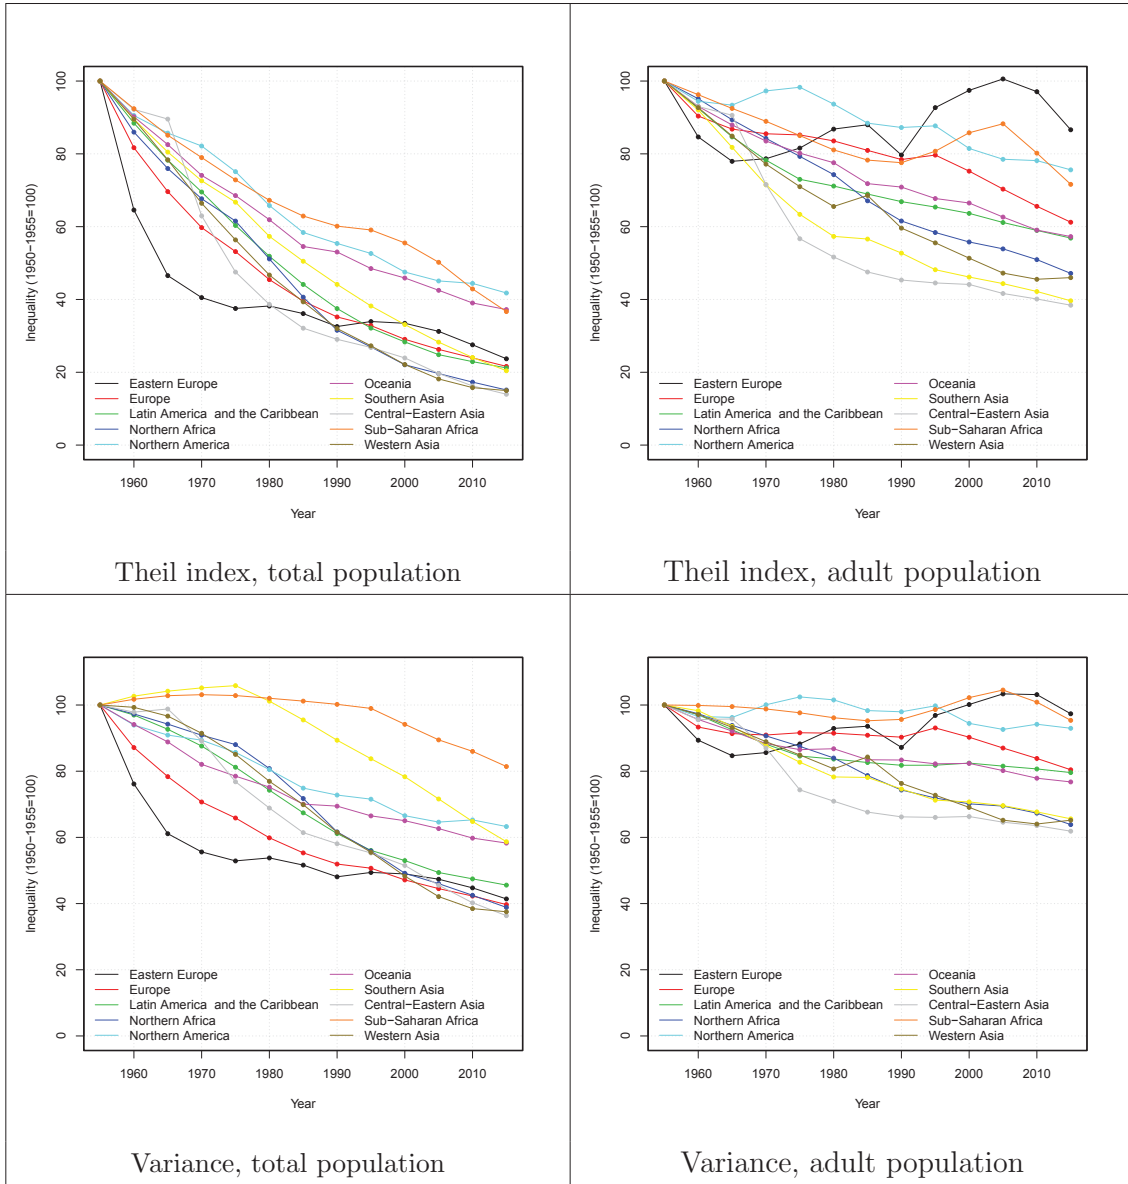 100
80
60
40
20
0
Inequality (1950−1955=100)
Eastern Europe
Europe
Latin America and the Caribbean
Northern Africa
Northern America
Oceania
Southern Asia
Central−Eastern Asia
Sub−Saharan Africa
Western Asia
1960 1970 1980 1990 2000 2010
Year
Theil index, total population
100
80
60
40
20
0
Inequality (1950−1955=100)
Eastern Europe
Europe
Latin America and the Caribbean
Northern Africa
Northern America
Oceania
Southern Asia
Central−Eastern Asia
Sub−Saharan Africa
Western Asia
1960 1970 1980 1990 2000 2010
Year
Theil index, adult population
100
80
60
40
20
0
Inequality (1950−1955=100)
Eastern Europe
Europe
Latin America and the Caribbean
Northern Africa
Northern America
Oceania
Southern Asia
Central−Eastern Asia
Sub−Saharan Africa
Western Asia
1960 1970 1980 1990 2000 2010
Year
Variance, total population
100
80
60
40
20
0
Inequality (1950−1955=100)
Eastern Europe
Europe
Latin America and the Caribbean
Northern Africa
Northern America
Oceania
Southern Asia
Central−Eastern Asia
Sub−Saharan Africa
Western Asia
1960 1970 1980 1990 2000 2010
Year
Variance, adult population